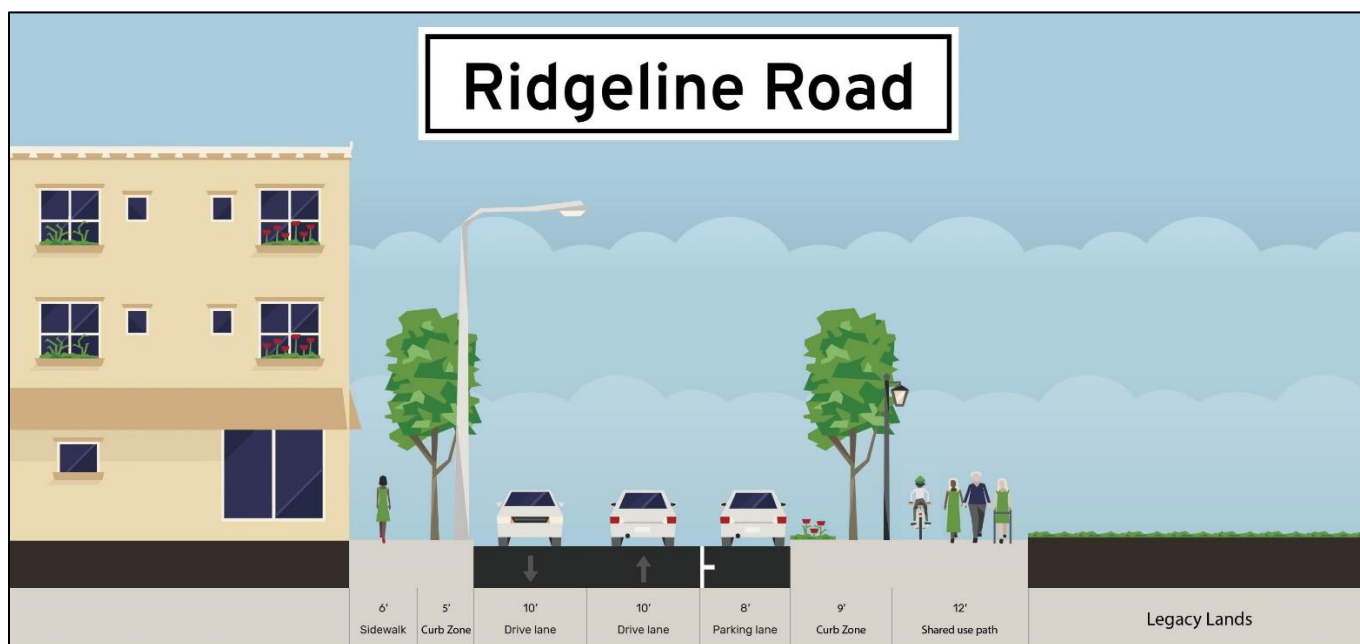 Ridgeline Road
6' 5' 10' 10' 8' 9' 12'
Sidewalk Curb Zone Drive lane Drive lane Parking lane Curb Zone Shared use path
Legacy Lands